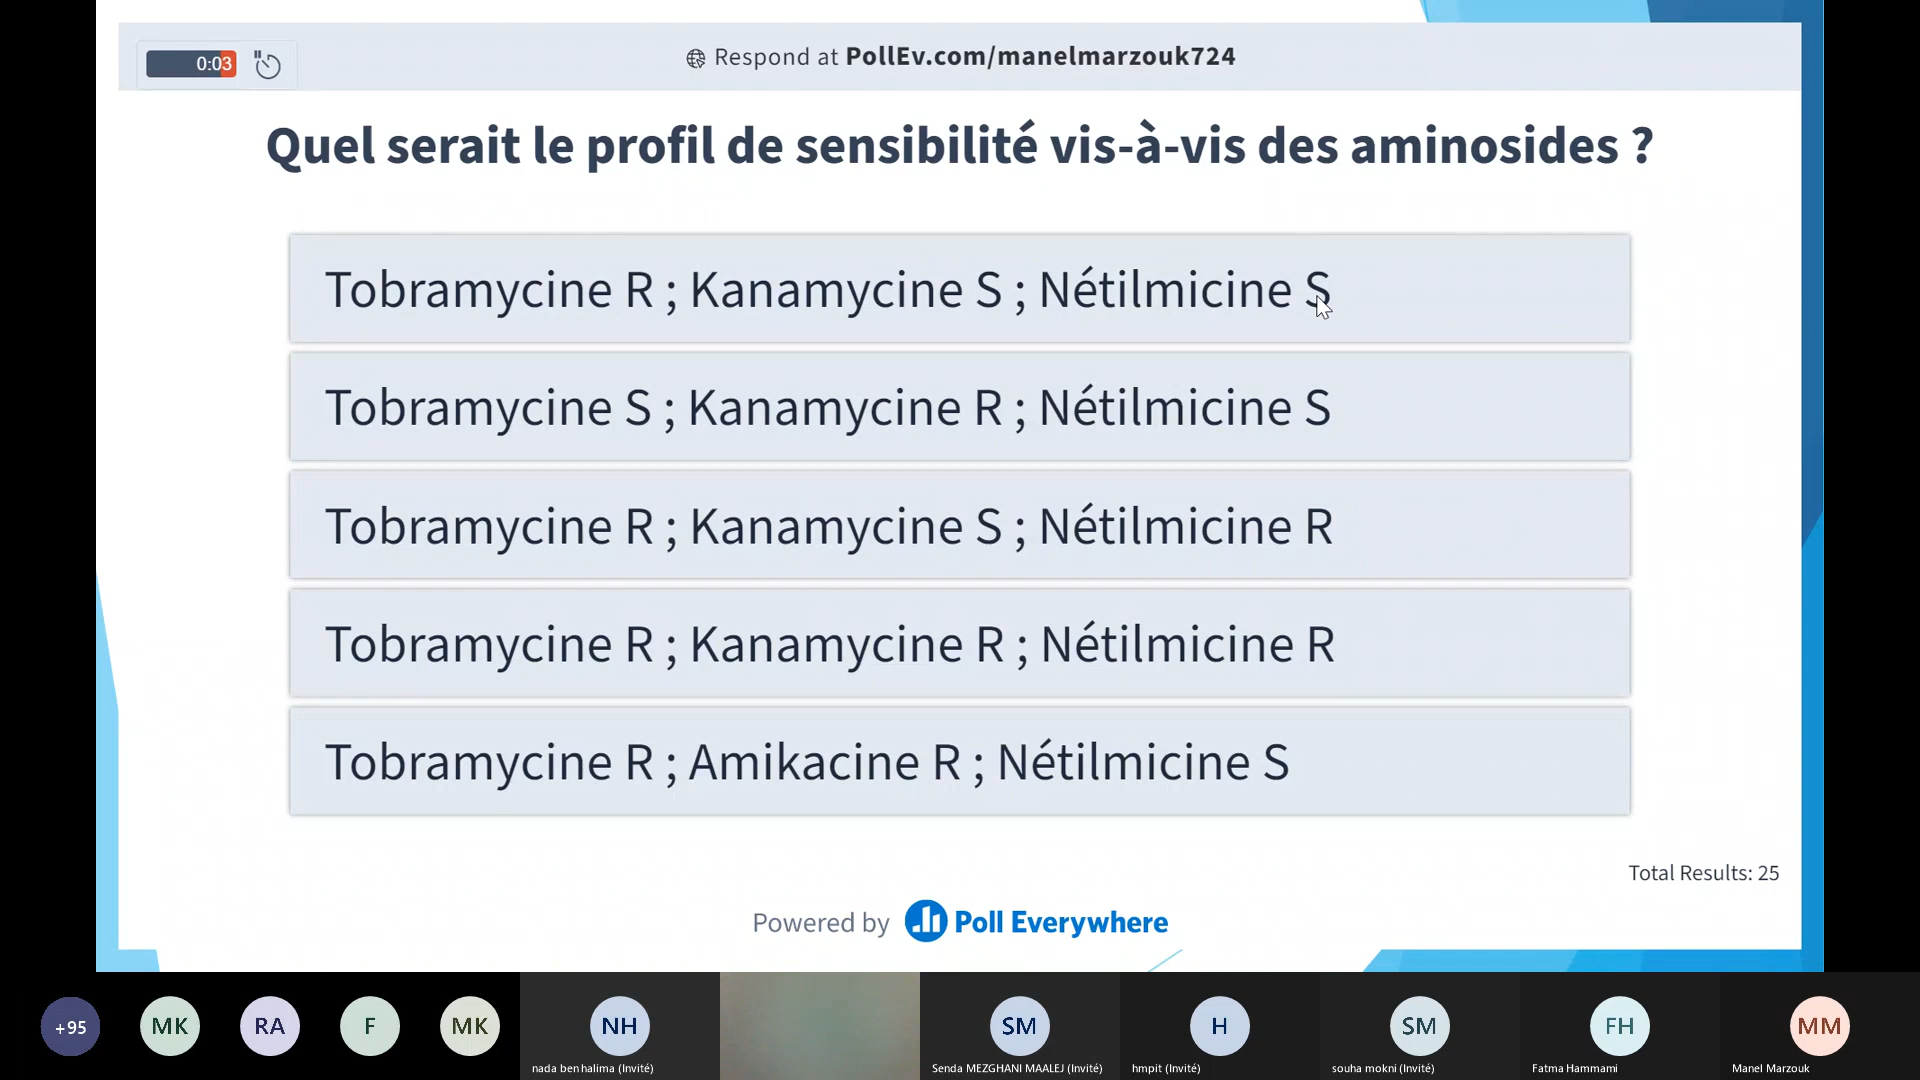 0:03
Respond at PollEv.com/manelmarzouk724
Quel serait le profil de sensibilité vis-à-vis des aminosides ?
Tobramycine R ; Kanamycine S ; Nétilmicine S
Tobramycine S ; Kanamycine R ; Nétilmicine S
Tobramycine R ; Kanamycine S ; Nétilmicine R
Tobramycine R ; Kanamycine R ; Nétilmicine R
Tobramycine R ; Amikacine R ; Nétilmicine S
Total Results: 25
Powered by Poll Everywhere
+95 MK RA F MK NH SM H SM FH MM
nada ben halima (Invité) Senda MEZGHANI MAALEJ (Invité) hmpit (Invité) souha mokni (Invité) Fatma Hammami Manel Marzouk